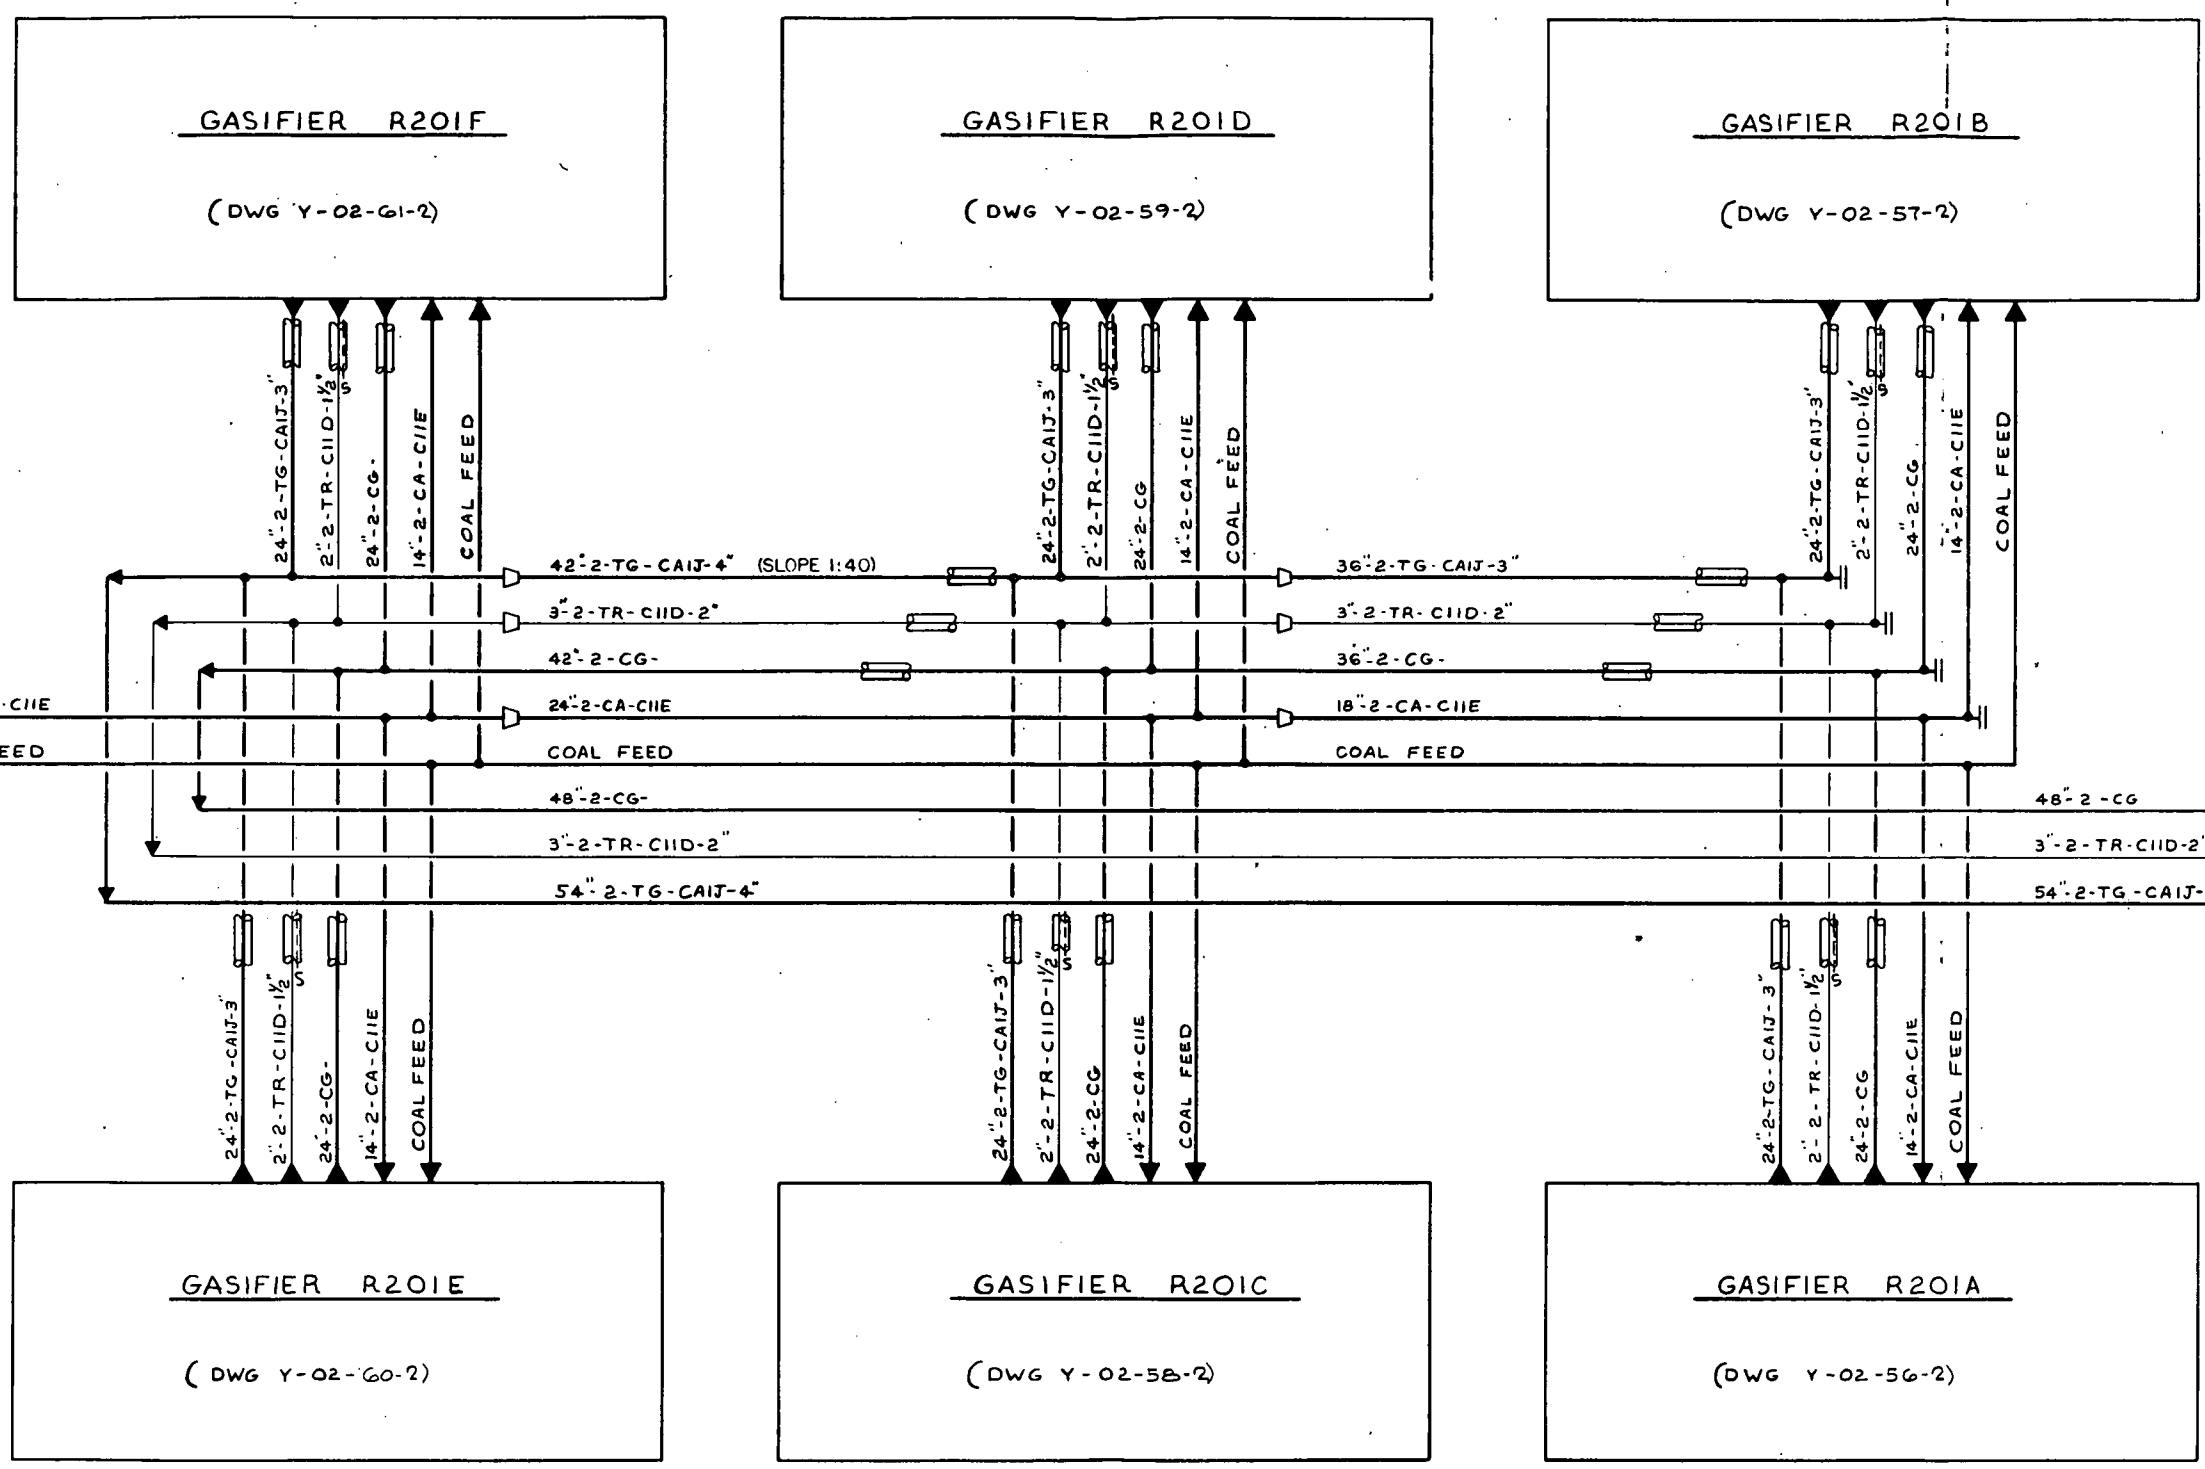 GASIFIER R201F
(DWG Y-02-61-2)
GASIFIER R201D
(DWG Y-02-59-2)
GASIFIER R201B
(DWG Y-02-57-2)
24"-2-TG-CA1J-3"
2"-2-TR-C11D-1½"
S
24"-2-CG-
14"-2-CA-C11E
COAL FEED
24"-2-TG-CA1J-3"
2"-2-TR-C11D-1½"
S
24"-2-CG
14"-2-CA-C11E
COAL FEED
24"-2-TG-CA1J-3"
2"-2-TR-C11D-1½"
S
24"-2-CG
14"-2-CA-C11E
COAL FEED
42"-2-TG-CA1J-4" (SLOPE 1:40)
36"-2-TG-CA1J-3"
3"-2-TR-C11D-2"
3"-2-TR-C11D-2"
42"-2-CG-
36"-2-CG-
-C11E
24"-2-CA-C11E
18"-2-CA-C11E
EED
COAL FEED
COAL FEED
48"-2-CG-
48"-2-CG
3"-2-TR-C11D-2"
3"-2-TR-C11D-2"
54"-2-TG-CA1J-4"
54"-2-TG-CA1J-
24"-2-TG-CA1J-3"
2"-2-TR-C11D-1½"
S
24"-2-CG-
14"-2-CA-C11E
COAL FEED
24"-2-TG-CA1J-3"
2"-2-TR-C11D-1½"
S
24"-2-CG
14"-2-CA-C11E
COAL FEED
24"-2-TG-CA1J-3"
2"-2-TR-C11D-1½"
S
24"-2-CG
14"-2-CA-C11E
COAL FEED
GASIFIER R201E
(DWG Y-02-60-2)
GASIFIER R201C
(DWG Y-02-58-2)
GASIFIER R201A
(DWG Y-02-56-2)